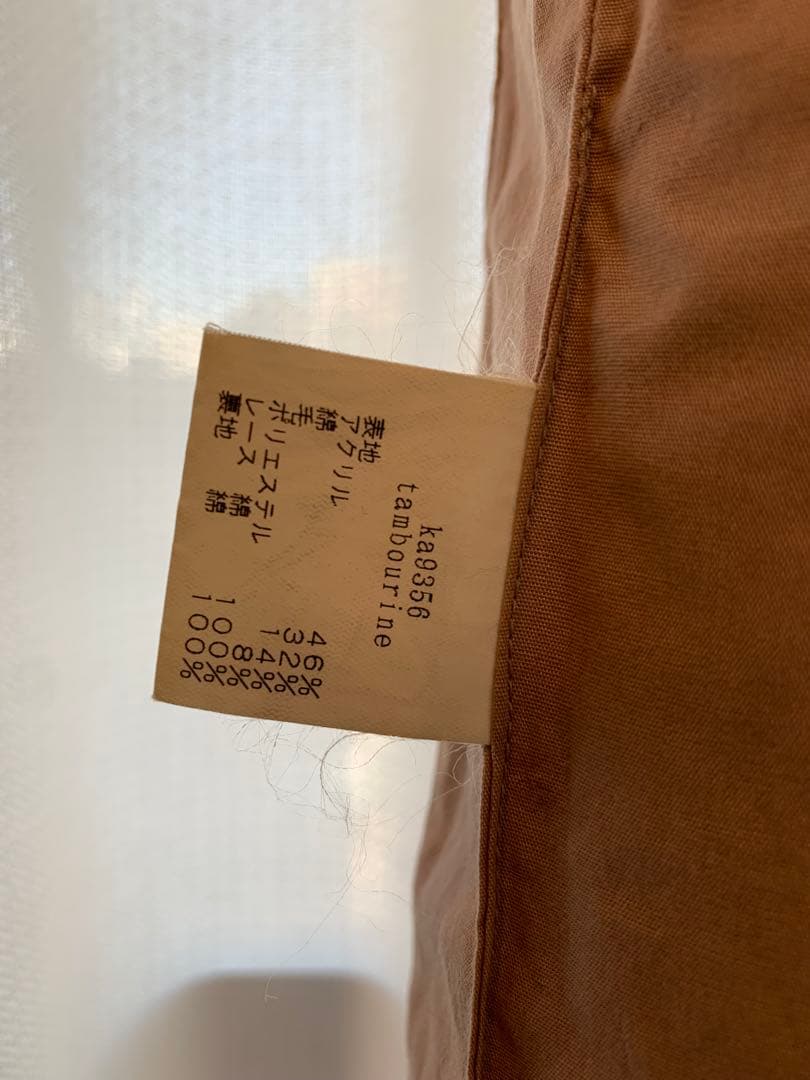 ka9356
tambourine
表地
アクリル 46%
綿 32%
毛 14%
ポリエステル 8%
レース 綿 100%
裏地 綿 100%